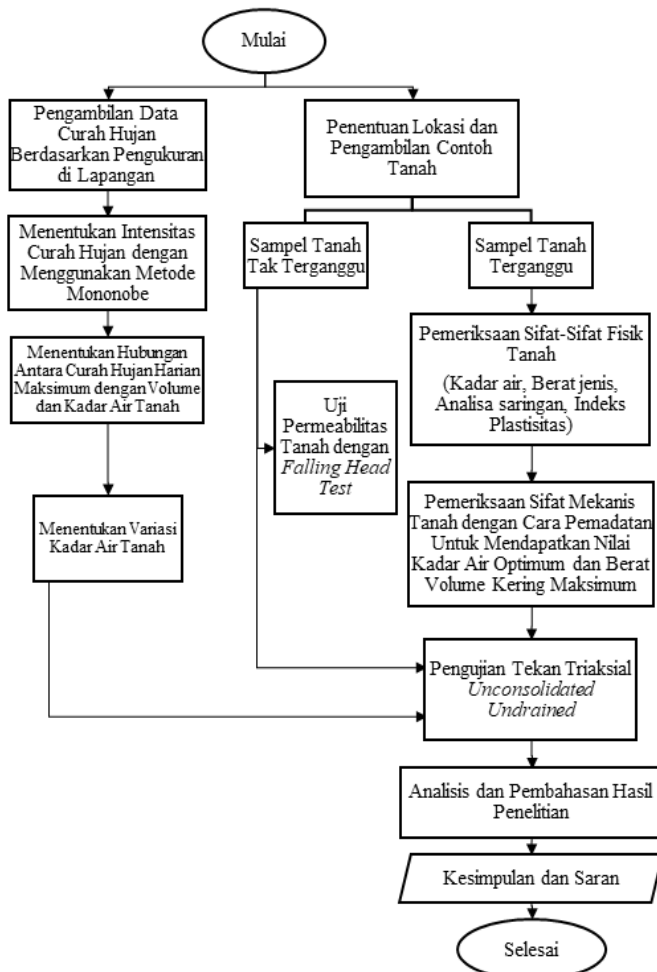 Mulai
Pengambilan Data
Curah Hujan
Berdasarkan Pengukuran
di Lapangan
Menentukan Intensitas
Curah Hujan dengan
Menggunakan Metode
Mononobe
Menentukan Hubungan
Antara Curah Hujan Harian
Maksimum dengan Volume
dan Kadar Air Tanah
Menentukan Variasi
Kadar Air Tanah
Penentuan Lokasi dan
Pengambilan Contoh
Tanah
Sampel Tanah
Tak Terganggu
Uji
Permeabilitas
Tanah dengan
Falling Head
Test
Sampel Tanah
Terganggu
Pemeriksaan Sifat-Sifat Fisik
Tanah
(Kadar air, Berat jenis,
Analisa saringan, Indeks
Plastisitas)
Pemeriksaan Sifat Mekanis
Tanah dengan Cara Pemadatan
Untuk Mendapatkan Nilai
Kadar Air Optimum dan Berat
Volume Kering Maksimum
Pengujian Tekan Triaksial
Unconsolidated
Undrained
Analisis dan Pembahasan Hasil
Penelitian
Kesimpulan dan Saran
Selesai